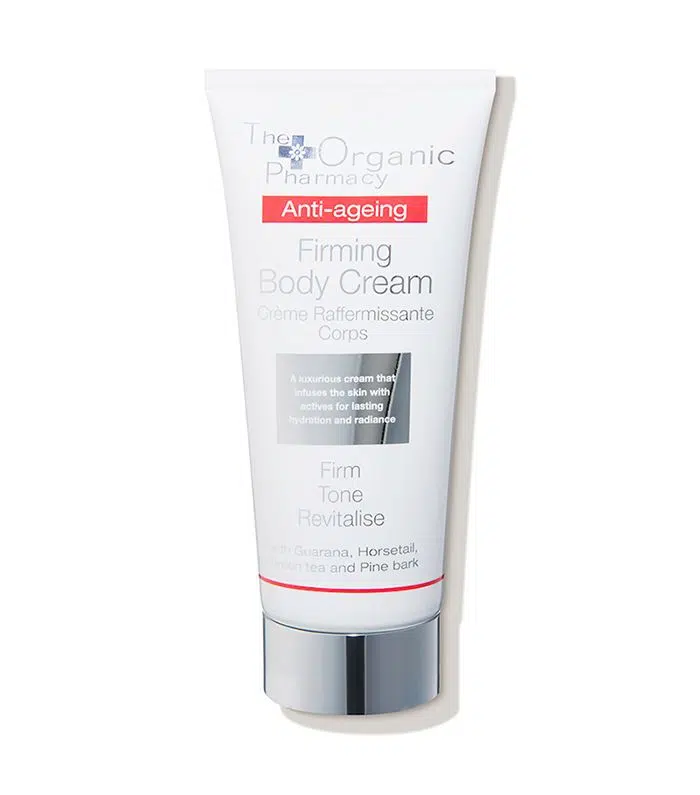 The Organic
Pharmacy
Anti-ageing
Firming
Body Cream
Crème Raffermissante
Corps
A luxurious cream that
infuses the skin with
actives for lasting
hydration and radiance
Firm
Tone
Revitalise
Guarana, Horsetail,
tea and Pine bark